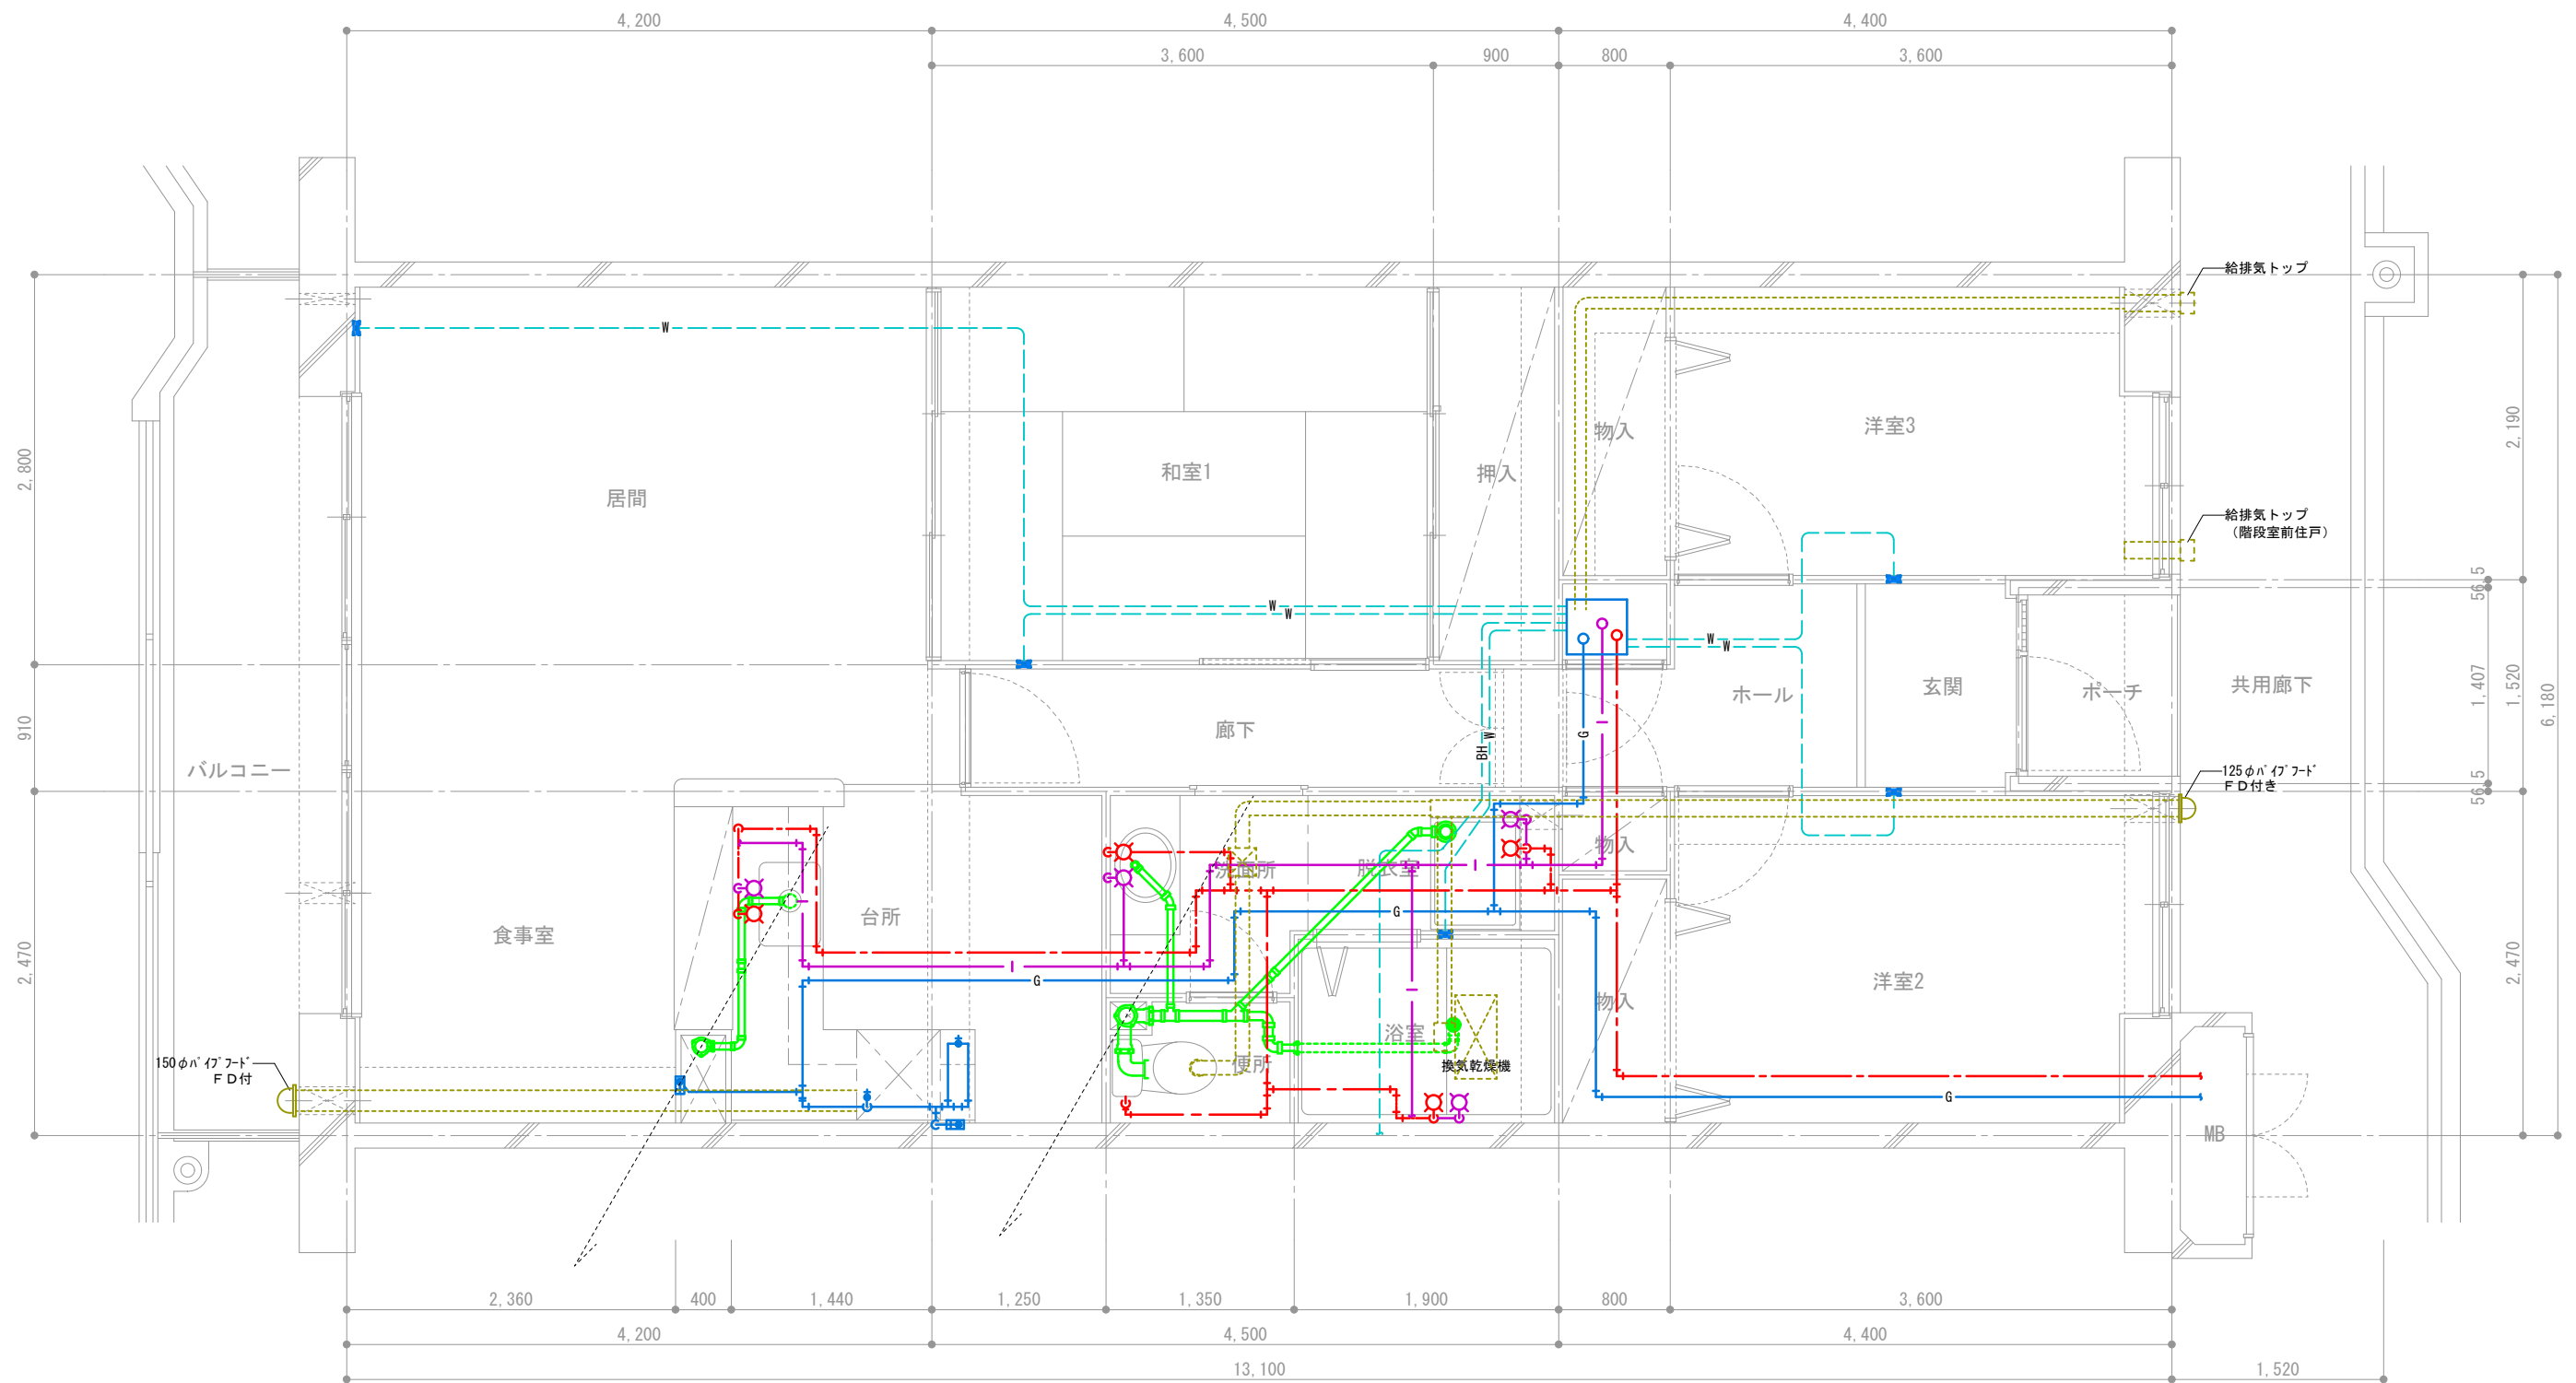 4,200
4,500
4,400
3,600
900
800
3,600
給排気トップ
W
洋室3
物入
2,190
和室1
押入
2,800
居間
給排気トップ
(階段室前住戸)
56.5
W
W
W
W
ホール
玄関
ポーチ
共用廊下
1,407
1,520
6,180
廊下
G
BH
W
910
バルコニー
125φパイプフード
FD付き
56.5
洗面所
脱衣室
物入
I
I
台所
食事室
G
2,470
2,470
洋室2
I
G
I
物入
浴室
便所
換気乾燥機
150φパイプフード
FD付
G
MB
2,360
400
1,440
1,250
1,350
1,900
800
3,600
4,200
4,500
4,400
13,100
1,520